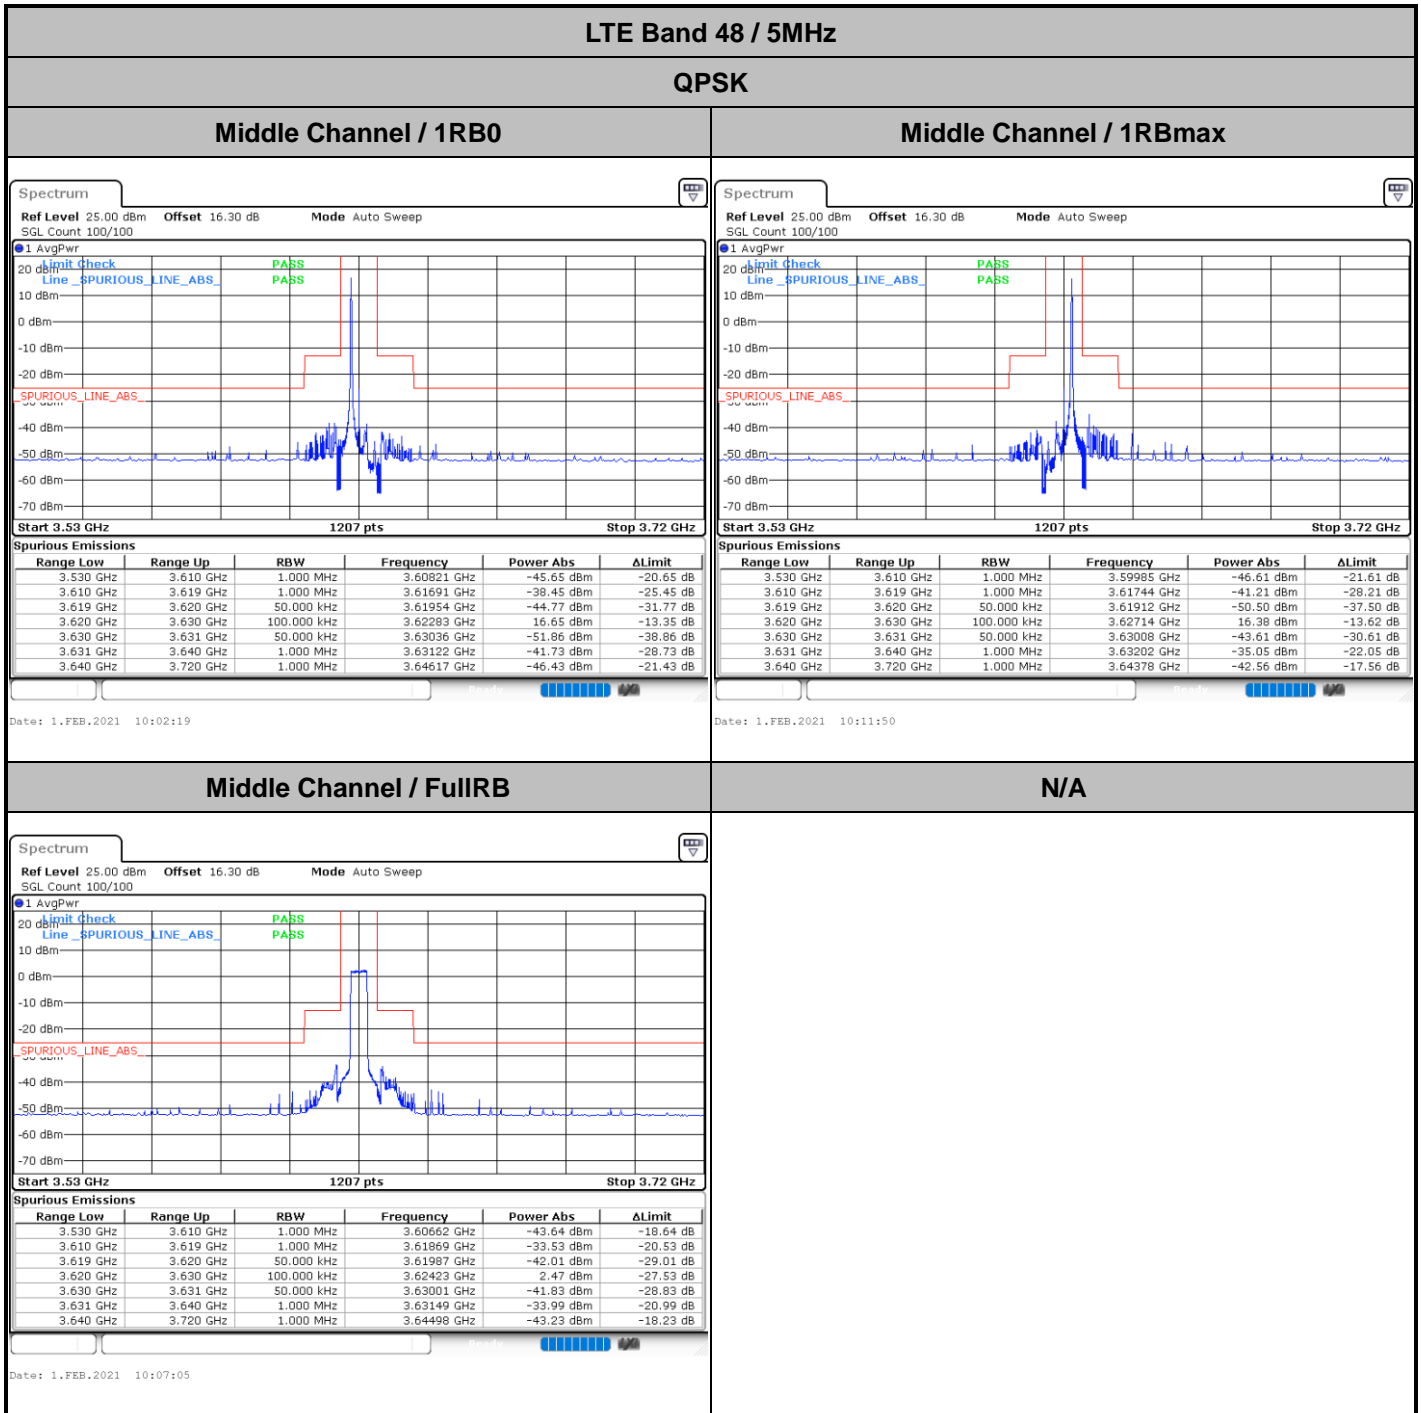 LTE Band 48 / 5MHz
QPSK
Middle Channel / 1RB0
Middle Channel / 1RBmax
Spectrum
Ref Level 25.00 dBm Offset 16.30 dB Mode Auto Sweep
SGL Count 100/100
1 AvgPwr
Limit Check PASS
Line _SPURIOUS_LINE_ABS_ PASS
20 dBm
10 dBm
0 dBm
-10 dBm
-20 dBm
_SPURIOUS_LINE_ABS_
-40 dBm
-50 dBm
-60 dBm
-70 dBm
Start 3.53 GHz 1207 pts Stop 3.72 GHz
Spurious Emissions
Range Low Range Up RBW Frequency Power Abs ΔLimit
3.530 GHz 3.610 GHz 1.000 MHz 3.60821 GHz -45.65 dBm -20.65 dB
3.610 GHz 3.619 GHz 1.000 MHz 3.61691 GHz -38.45 dBm -25.45 dB
3.619 GHz 3.620 GHz 50.000 kHz 3.61954 GHz -44.77 dBm -31.77 dB
3.620 GHz 3.630 GHz 100.000 kHz 3.62283 GHz 16.65 dBm -13.35 dB
3.630 GHz 3.631 GHz 50.000 kHz 3.63036 GHz -51.86 dBm -38.86 dB
3.631 GHz 3.640 GHz 1.000 MHz 3.63122 GHz -41.73 dBm -28.73 dB
3.640 GHz 3.720 GHz 1.000 MHz 3.64617 GHz -46.43 dBm -21.43 dB
Ready
Date: 1.FEB.2021 10:02:19
Spectrum
Ref Level 25.00 dBm Offset 16.30 dB Mode Auto Sweep
SGL Count 100/100
1 AvgPwr
Limit Check PASS
Line _SPURIOUS_LINE_ABS_ PASS
20 dBm
10 dBm
0 dBm
-10 dBm
-20 dBm
_SPURIOUS_LINE_ABS_
-40 dBm
-50 dBm
-60 dBm
-70 dBm
Start 3.53 GHz 1207 pts Stop 3.72 GHz
Spurious Emissions
Range Low Range Up RBW Frequency Power Abs ΔLimit
3.530 GHz 3.610 GHz 1.000 MHz 3.59985 GHz -46.61 dBm -21.61 dB
3.610 GHz 3.619 GHz 1.000 MHz 3.61744 GHz -41.21 dBm -28.21 dB
3.619 GHz 3.620 GHz 50.000 kHz 3.61912 GHz -50.50 dBm -37.50 dB
3.620 GHz 3.630 GHz 100.000 kHz 3.62714 GHz 16.38 dBm -13.62 dB
3.630 GHz 3.631 GHz 50.000 kHz 3.63008 GHz -43.61 dBm -30.61 dB
3.631 GHz 3.640 GHz 1.000 MHz 3.63202 GHz -35.05 dBm -22.05 dB
3.640 GHz 3.720 GHz 1.000 MHz 3.64378 GHz -42.56 dBm -17.56 dB
Ready
Date: 1.FEB.2021 10:11:50
Middle Channel / FullRB
N/A
Spectrum
Ref Level 25.00 dBm Offset 16.30 dB Mode Auto Sweep
SGL Count 100/100
1 AvgPwr
Limit Check PASS
Line _SPURIOUS_LINE_ABS_ PASS
20 dBm
10 dBm
0 dBm
-10 dBm
-20 dBm
_SPURIOUS_LINE_ABS_
-40 dBm
-50 dBm
-60 dBm
-70 dBm
Start 3.53 GHz 1207 pts Stop 3.72 GHz
Spurious Emissions
Range Low Range Up RBW Frequency Power Abs ΔLimit
3.530 GHz 3.610 GHz 1.000 MHz 3.60662 GHz -43.64 dBm -18.64 dB
3.610 GHz 3.619 GHz 1.000 MHz 3.61869 GHz -33.53 dBm -20.53 dB
3.619 GHz 3.620 GHz 50.000 kHz 3.61987 GHz -42.01 dBm -29.01 dB
3.620 GHz 3.630 GHz 100.000 kHz 3.62423 GHz 2.47 dBm -27.53 dB
3.630 GHz 3.631 GHz 50.000 kHz 3.63001 GHz -41.83 dBm -28.83 dB
3.631 GHz 3.640 GHz 1.000 MHz 3.63149 GHz -33.99 dBm -20.99 dB
3.640 GHz 3.720 GHz 1.000 MHz 3.64498 GHz -43.23 dBm -18.23 dB
Ready
Date: 1.FEB.2021 10:07:05